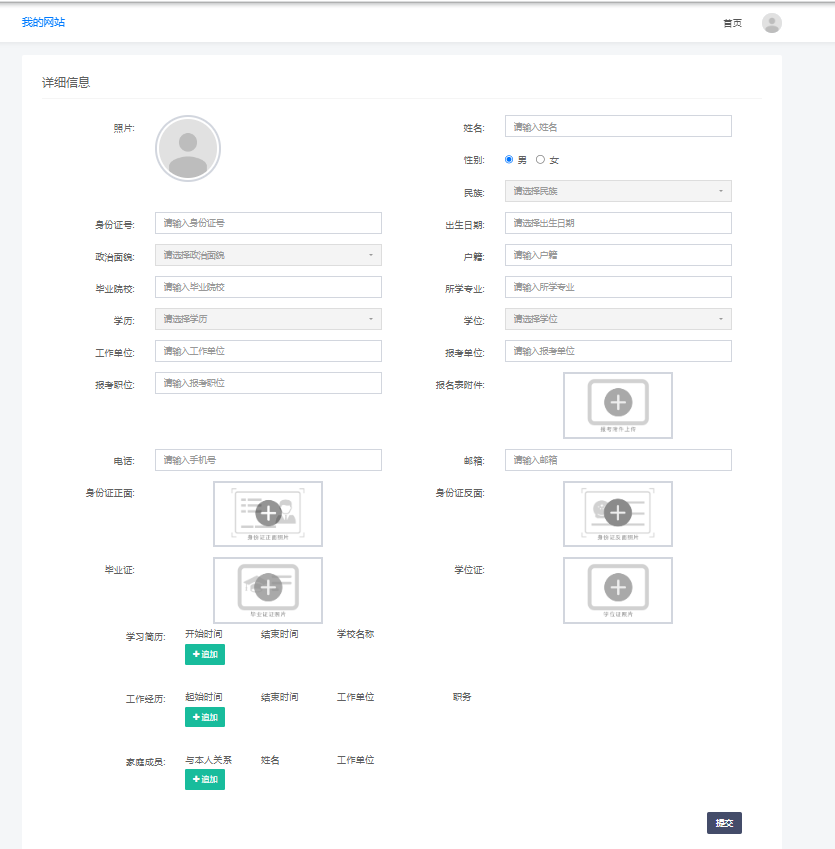 我的网站 首页
详细信息
照片: 姓名: 请输入姓名
性别: 男 女
民族: 请选择民族
身份证号: 请输入身份证号 出生日期: 请选择出生日期
政治面貌: 请选择政治面貌 户籍: 请输入户籍
毕业院校: 请输入毕业院校 所学专业: 请输入所学专业
学历: 请选择学历 学位: 请选择学位
工作单位: 请输入工作单位 报考单位: 请输入报考单位
报考职位: 请输入报考职位 报名表附件:
报考附件上传
电话: 请输入手机号 邮箱: 请输入邮箱
身份证正面: 身份证反面:
身份证正面照片 身份证反面照片
毕业证: 学位证:
毕业证证照片 学位证照片
学习简历: 开始时间 结束时间 学校名称
+追加
工作经历: 起始时间 结束时间 工作单位 职务
+追加
家庭成员: 与本人关系 姓名 工作单位
+追加
提交